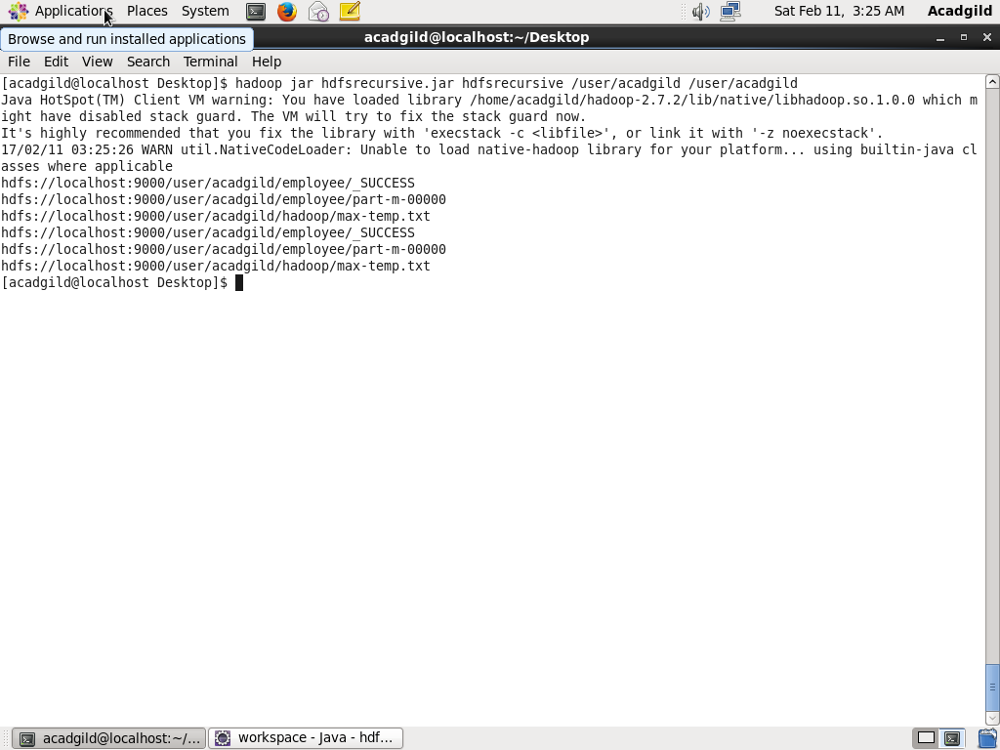 Applications Places System Sat Feb 11, 3:25 AM Acadgild
Browse and run installed applications
acadgild@localhost:~/Desktop
File Edit View Search Terminal Help
[acadgild@localhost Desktop]$ hadoop jar hdfsrecursive.jar hdfsrecursive /user/acadgild /user/acadgild
Java HotSpot(TM) Client VM warning: You have loaded library /home/acadgild/hadoop-2.7.2/lib/native/libhadoop.so.1.0.0 which m
ight have disabled stack guard. The VM will try to fix the stack guard now.
It's highly recommended that you fix the library with 'execstack -c <libfile>', or link it with '-z noexecstack'.
17/02/11 03:25:26 WARN util.NativeCodeLoader: Unable to load native-hadoop library for your platform... using builtin-java cl
asses where applicable
hdfs://localhost:9000/user/acadgild/employee/_SUCCESS
hdfs://localhost:9000/user/acadgild/employee/part-m-00000
hdfs://localhost:9000/user/acadgild/hadoop/max-temp.txt
hdfs://localhost:9000/user/acadgild/employee/_SUCCESS
hdfs://localhost:9000/user/acadgild/employee/part-m-00000
hdfs://localhost:9000/user/acadgild/hadoop/max-temp.txt
[acadgild@localhost Desktop]$
acadgild@localhost:~/... workspace - Java - hdf...